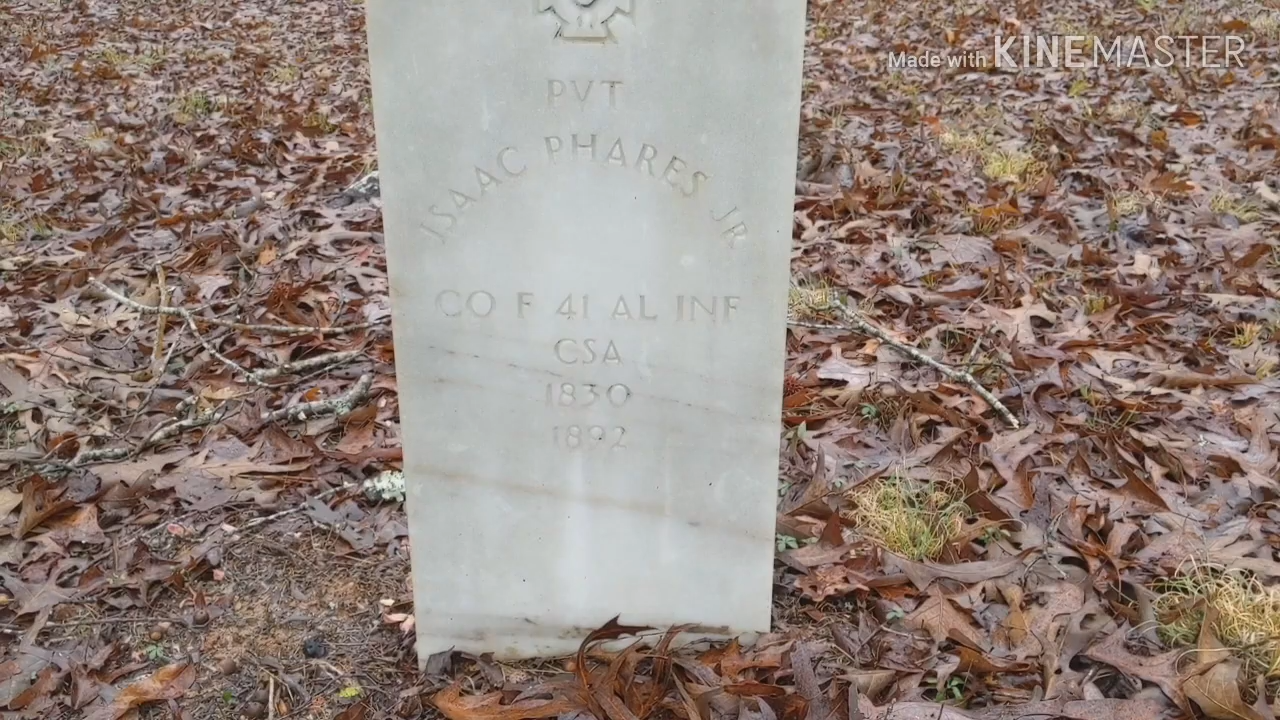 Made with KINEMASTER
PVT
ISAAC PHARES JR
CO F 41 AL INF
CSA
1830
1892